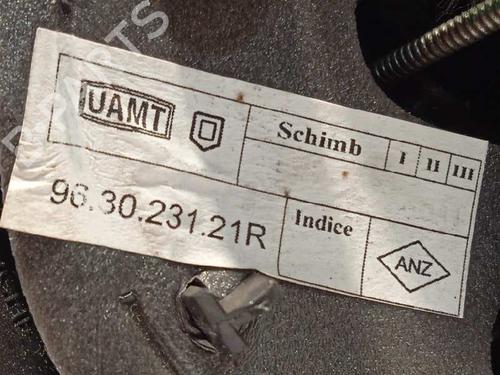 UAMT
Schimb
I II III
96.30.231.21R
Indice
ANZ